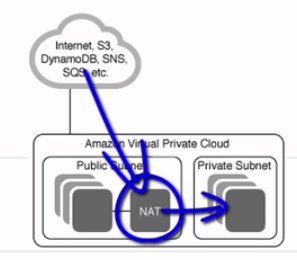 Internet, S3,
DynamoDB, SNS,
SQS, etc.
Amazon Virtual Private Cloud
Public Subnet
Private Subnet
NAT